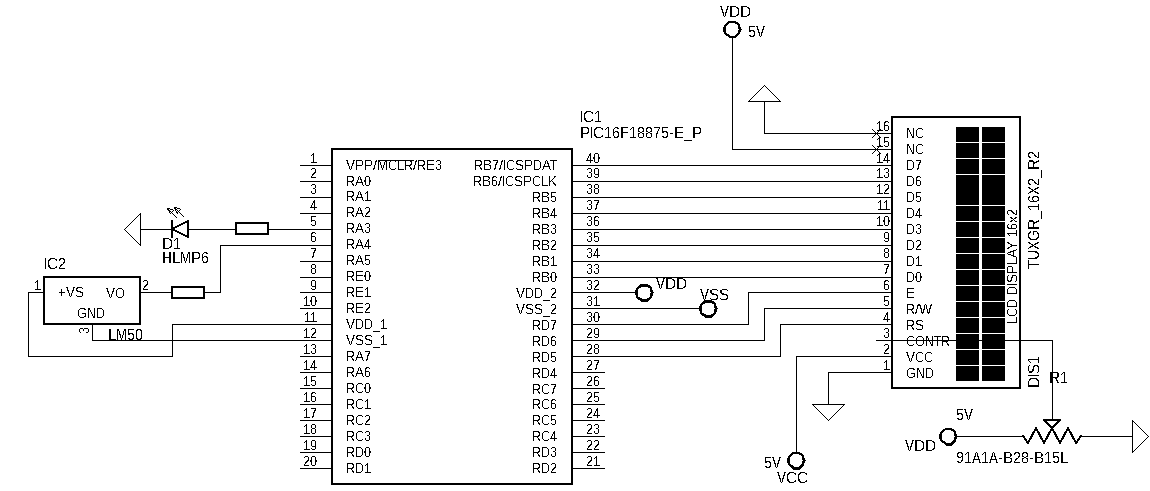 VDD
5V
IC1
PIC16F18875-E_P
1 VPP/MCLR/RE3 RB7/ICSPDAT 40
2 RA0 RB6/ICSPCLK 39
3 RA1 RB5 38
4 RA2 RB4 37
5 RA3 RB3 36
6 RA4 RB2 35
7 RA5 RB1 34
8 RE0 RB0 33
9 RE1 VDD_2 32
10 RE2 VSS_2 31
11 VDD_1 RD7 30
12 VSS_1 RD6 29
13 RA7 RD5 28
14 RA6 RD4 27
15 RC0 RC7 26
16 RC1 RC6 25
17 RC2 RC5 24
18 RC3 RC4 23
19 RD0 RD3 22
20 RD1 RD2 21
D1
HLMP6
IC2
1 +VS VO 2
GND
3
LM50
VDD
VSS
16 NC
15 NC
14 D7
13 D6
12 D5
11 D4
10 D3
9 D2
8 D1
7 D0
6 E
5 R/W
4 RS
3 CONTR
2 VCC
1 GND
LCD DISPLAY 16x2
TUXGR_16X2_R2
DIS1
R1
5V
VDD
91A1A-B28-B15L
5V
VCC